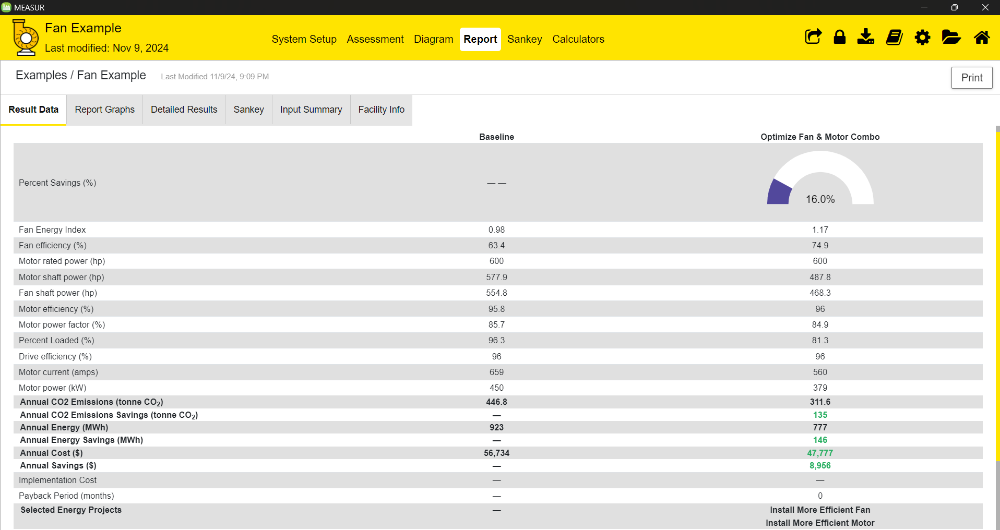 MEASUR
Fan Example
Last modified: Nov 9, 2024
System Setup Assessment Diagram Report Sankey Calculators
Examples / Fan Example Last Modified 11/9/24, 9:09 PM
Print
Result Data Report Graphs Detailed Results Sankey Input Summary Facility Info
Baseline Optimize Fan & Motor Combo
Percent Savings (%) — — 16.0%
Fan Energy Index 0.98 1.17
Fan efficiency (%) 63.4 74.9
Motor rated power (hp) 600 600
Motor shaft power (hp) 577.9 487.8
Fan shaft power (hp) 554.8 468.3
Motor efficiency (%) 95.8 96
Motor power factor (%) 85.7 84.9
Percent Loaded (%) 96.3 81.3
Drive efficiency (%) 96 96
Motor current (amps) 659 560
Motor power (kW) 450 379
Annual CO2 Emissions (tonne CO₂) 446.8 311.6
Annual CO2 Emissions Savings (tonne CO₂) — 135
Annual Energy (MWh) 923 777
Annual Energy Savings (MWh) — 146
Annual Cost ($) 56,734 47,777
Annual Savings ($) — 8,956
Implementation Cost — —
Payback Period (months) — 0
Selected Energy Projects — Install More Efficient Fan
Install More Efficient Motor